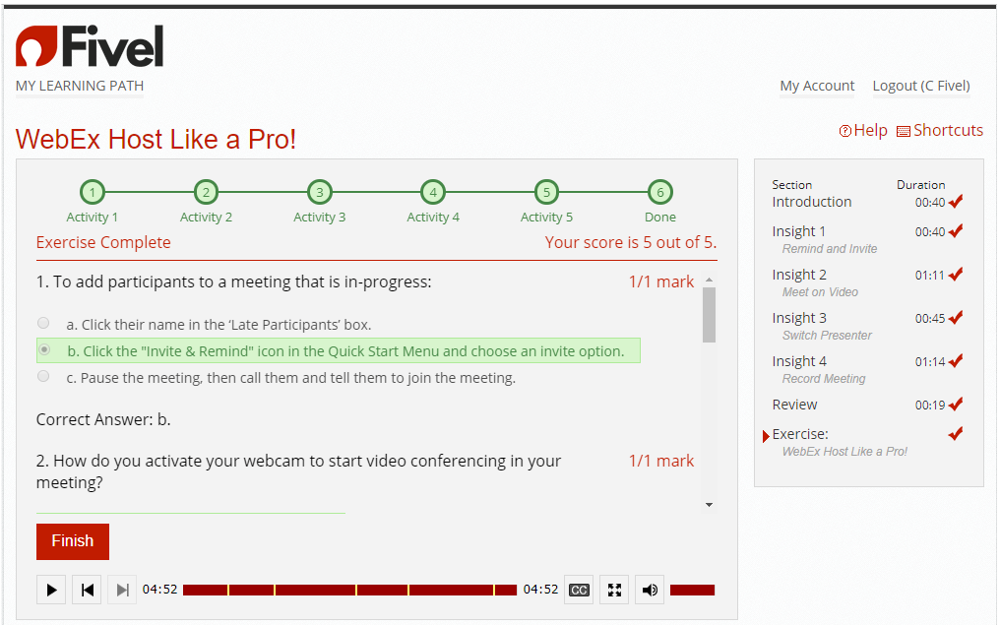 Fivel
MY LEARNING PATH
My Account Logout (C Fivel)
WebEx Host Like a Pro!
Help Shortcuts
1 2 3 4 5 6
Activity 1 Activity 2 Activity 3 Activity 4 Activity 5 Done
Exercise Complete Your score is 5 out of 5.
1. To add participants to a meeting that is in-progress: 1/1 mark
a. Click their name in the ‘Late Participants’ box.
b. Click the "Invite & Remind" icon in the Quick Start Menu and choose an invite option.
c. Pause the meeting, then call them and tell them to join the meeting.
Correct Answer: b.
2. How do you activate your webcam to start video conferencing in your 1/1 mark
meeting?
Finish
04:52 04:52 CC
Section Duration
Introduction 00:40
Insight 1 00:40
Remind and Invite
Insight 2 01:11
Meet on Video
Insight 3 00:45
Switch Presenter
Insight 4 01:14
Record Meeting
Review 00:19
Exercise:
WebEx Host Like a Pro!